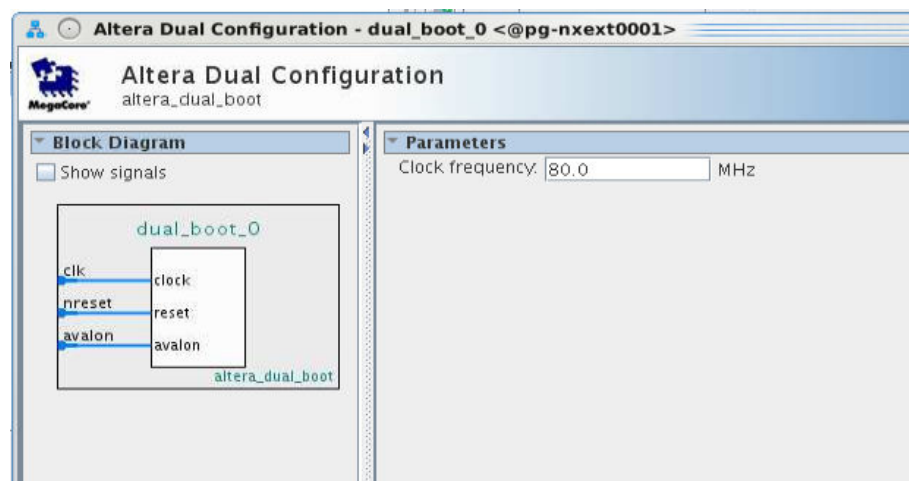 Altera Dual Configuration - dual_boot_0 <@pg-nxext0001>
Altera Dual Configuration
altera_dual_boot
MegaCore®
Block Diagram
Show signals
dual_boot_0
clk
clock
nreset
reset
avalon
avalon
altera_dual_boot
Parameters
Clock frequency: 80.0 MHz